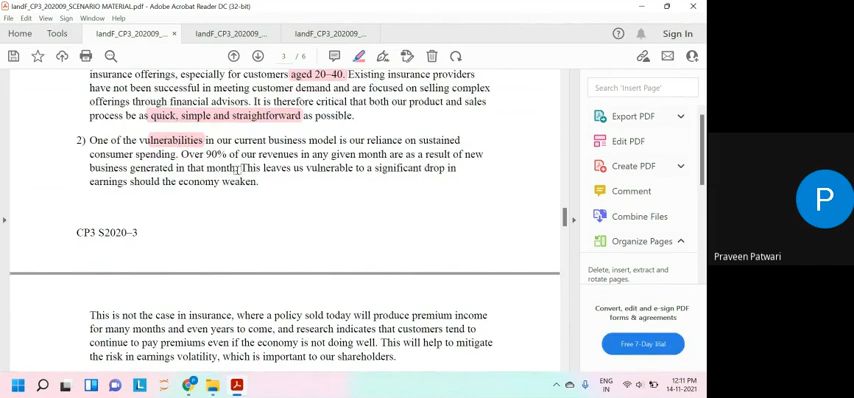 IandF_CP3_202009_SCENARIO MATERIAL.pdf - Adobe Acrobat Reader DC (32-bit)
File Edit View Sign Window Help
Home Tools IandF_CP3_202009_... × IandF_CP3_202009_... IandF_CP3_202009_... Sign In
3 / 6
insurance offerings, especially for customers aged 20–40. Existing insurance providers
have not been successful in meeting customer demand and are focused on selling complex
offerings through financial advisors. It is therefore critical that both our product and sales
process be as quick, simple and straightforward as possible.
2) One of the vulnerabilities in our current business model is our reliance on sustained
consumer spending. Over 90% of our revenues in any given month are as a result of new
business generated in that month. This leaves us vulnerable to a significant drop in
earnings should the economy weaken.
CP3 S2020–3
This is not the case in insurance, where a policy sold today will produce premium income
for many months and even years to come, and research indicates that customers tend to
continue to pay premiums even if the economy is not doing well. This will help to mitigate
the risk in earnings volatility, which is important to our shareholders.
Search 'Insert Page'
Export PDF
Edit PDF
Create PDF
Comment
Combine Files
Organize Pages
Delete, insert, extract and
rotate pages.
Convert, edit and e-sign PDF
forms & agreements
Free 7-Day Trial
P
Praveen Patwari
ENG
IN
12:11 PM
14-11-2021